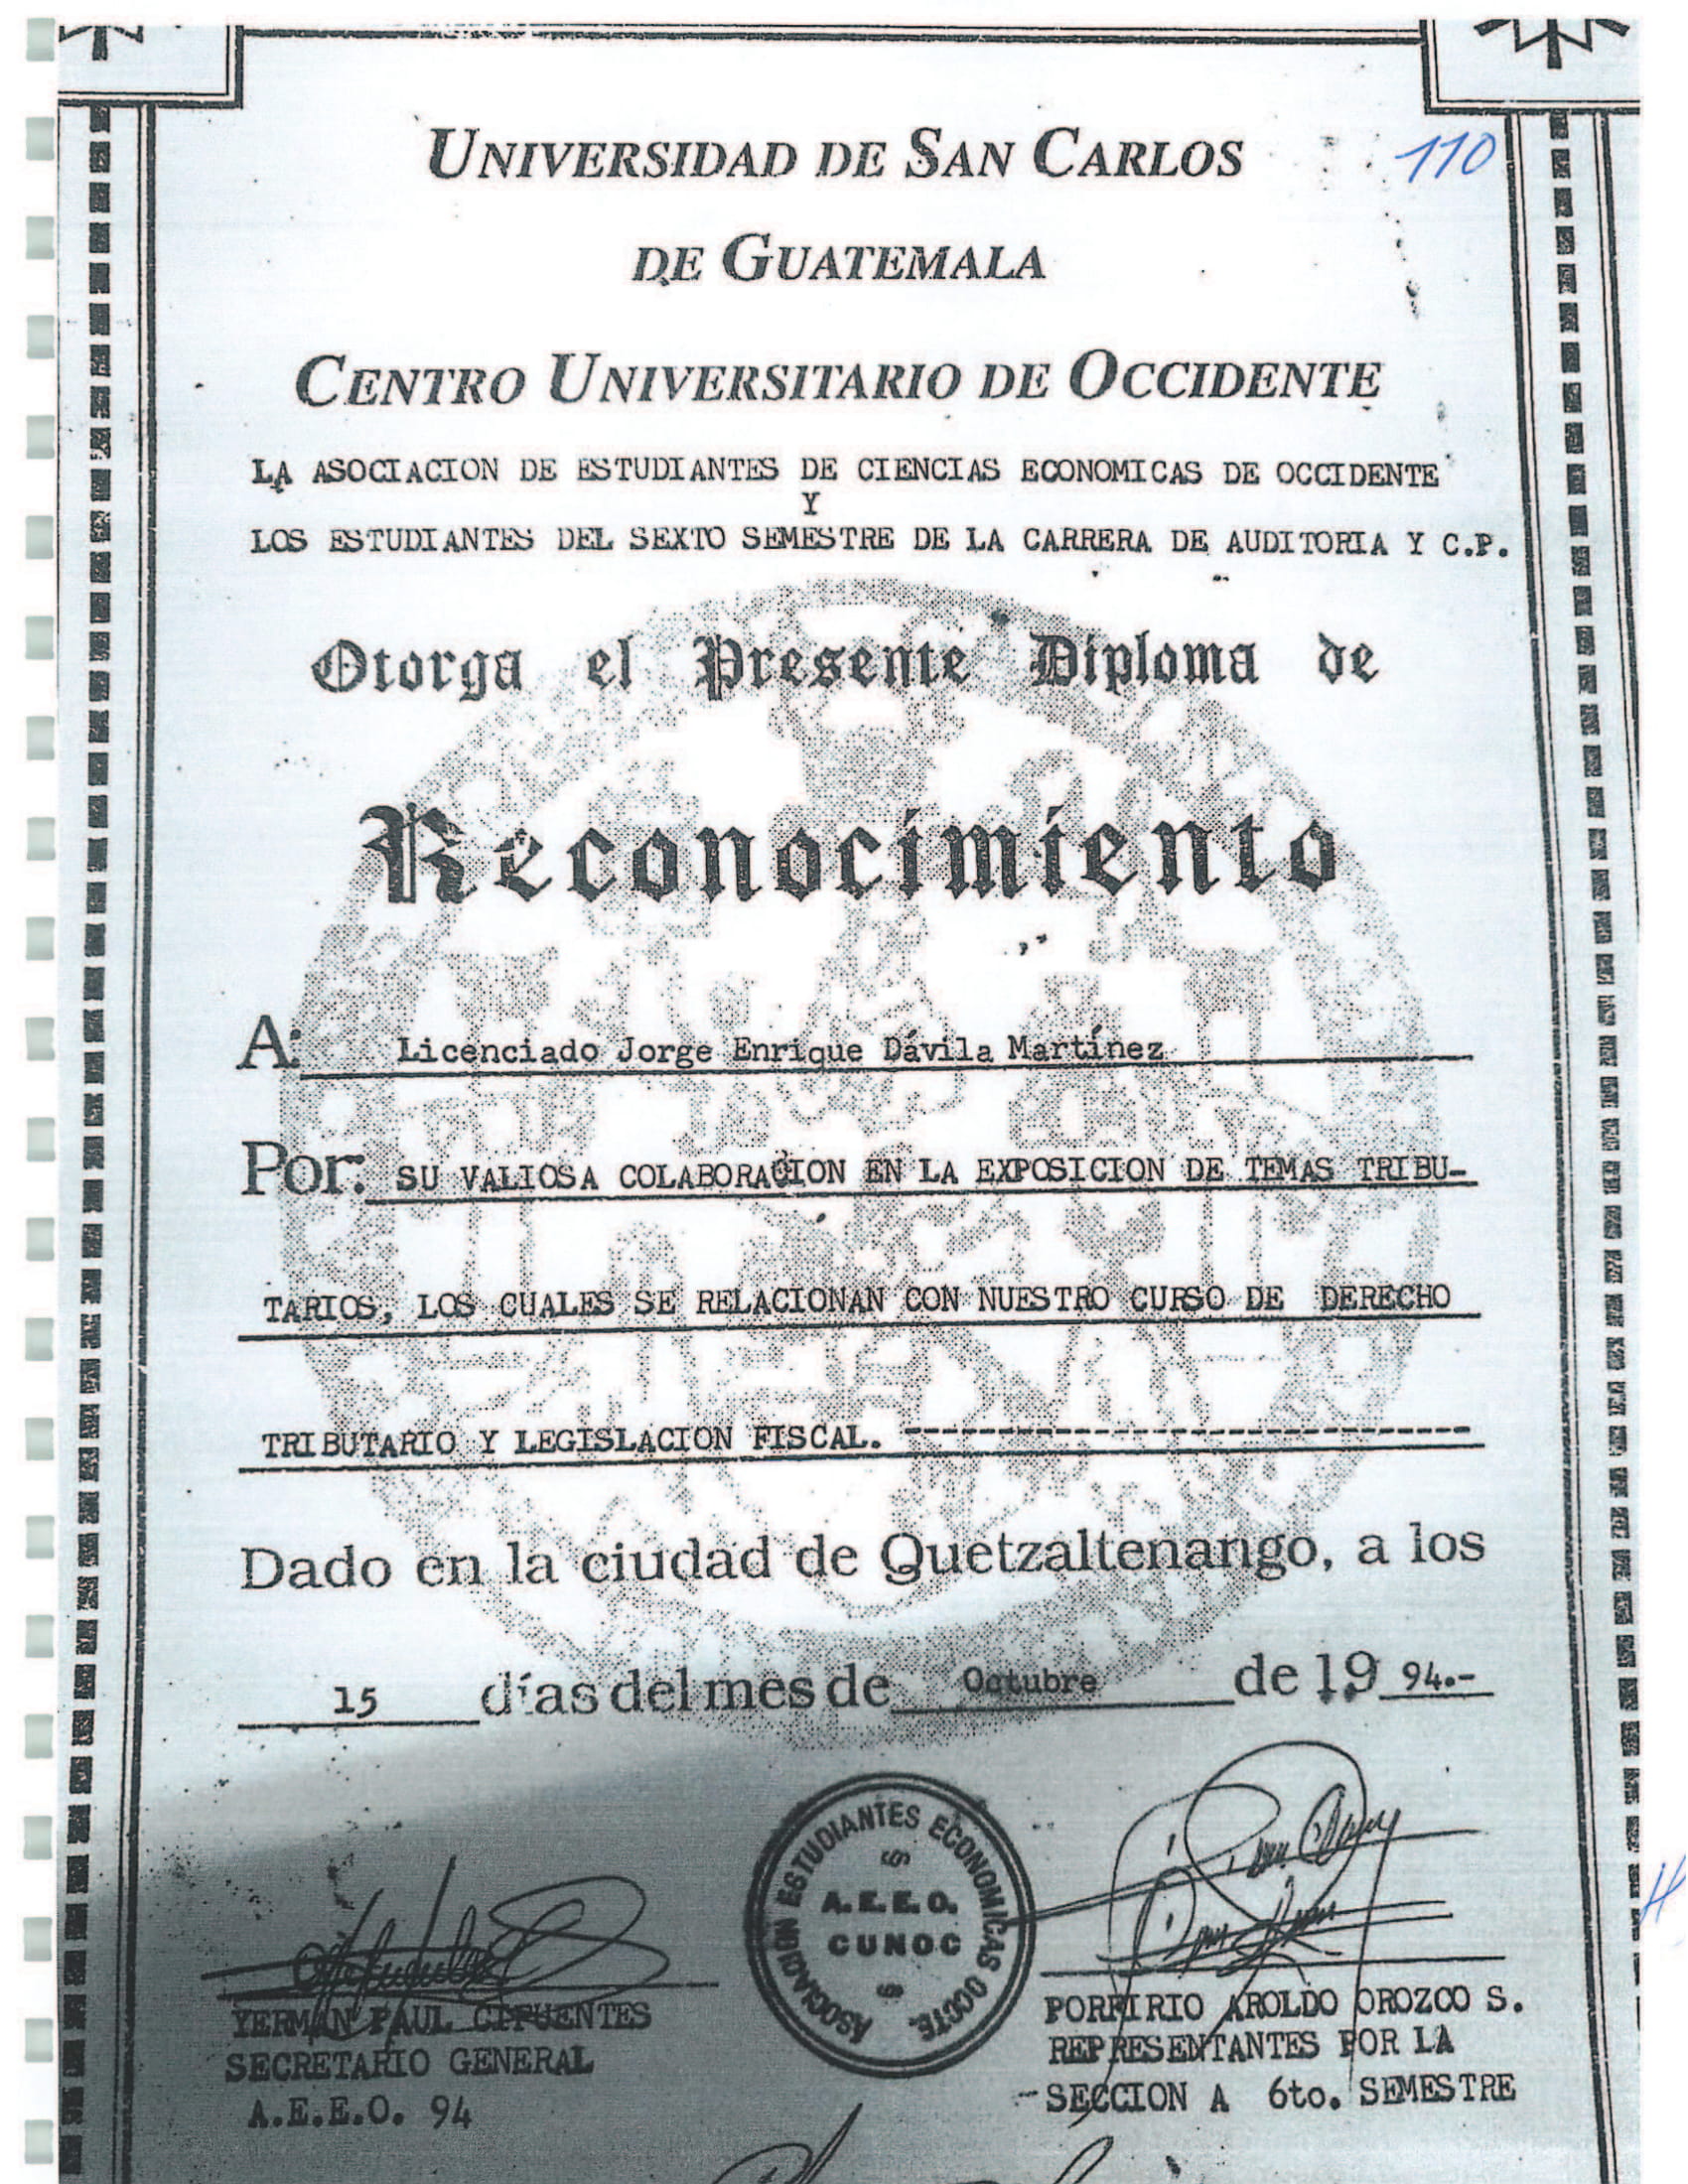 110
UNIVERSIDAD DE SAN CARLOS
DE GUATEMALA
CENTRO UNIVERSITARIO DE OCCIDENTE
LA ASOCIACION DE ESTUDIANTES DE CIENCIAS ECONOMICAS DE OCCIDENTE
Y
LOS ESTUDIANTES DEL SEXTO SEMESTRE DE LA CARRERA DE AUDITORIA Y C.P.
Otorga el Presente Diploma de
Reconocimiento
A: Licenciado Jorge Enrique Dávila Martínez
Por: SU VALIOSA COLABORACION EN LA EXPOSICION DE TEMAS TRIBU-
TARIOS, LOS CUALES SE RELACIONAN CON NUESTRO CURSO DE DERECHO
TRIBUTARIO Y LEGISLACION FISCAL. ------------------------------
Dado en la ciudad de Quetzaltenango, a los
15 días del mes de Octubre de 19 94.-
ASOCIACION ESTUDIANTES ECONOMICAS OCCTE.
A.E.E.O.
CUNOC
YERMAN PAUL CIFUENTES
SECRETARIO GENERAL
A.E.E.O. 94
PORFIRIO AROLDO OROZCO S.
REPRESENTANTES POR LA
SECCION A 6to. SEMESTRE